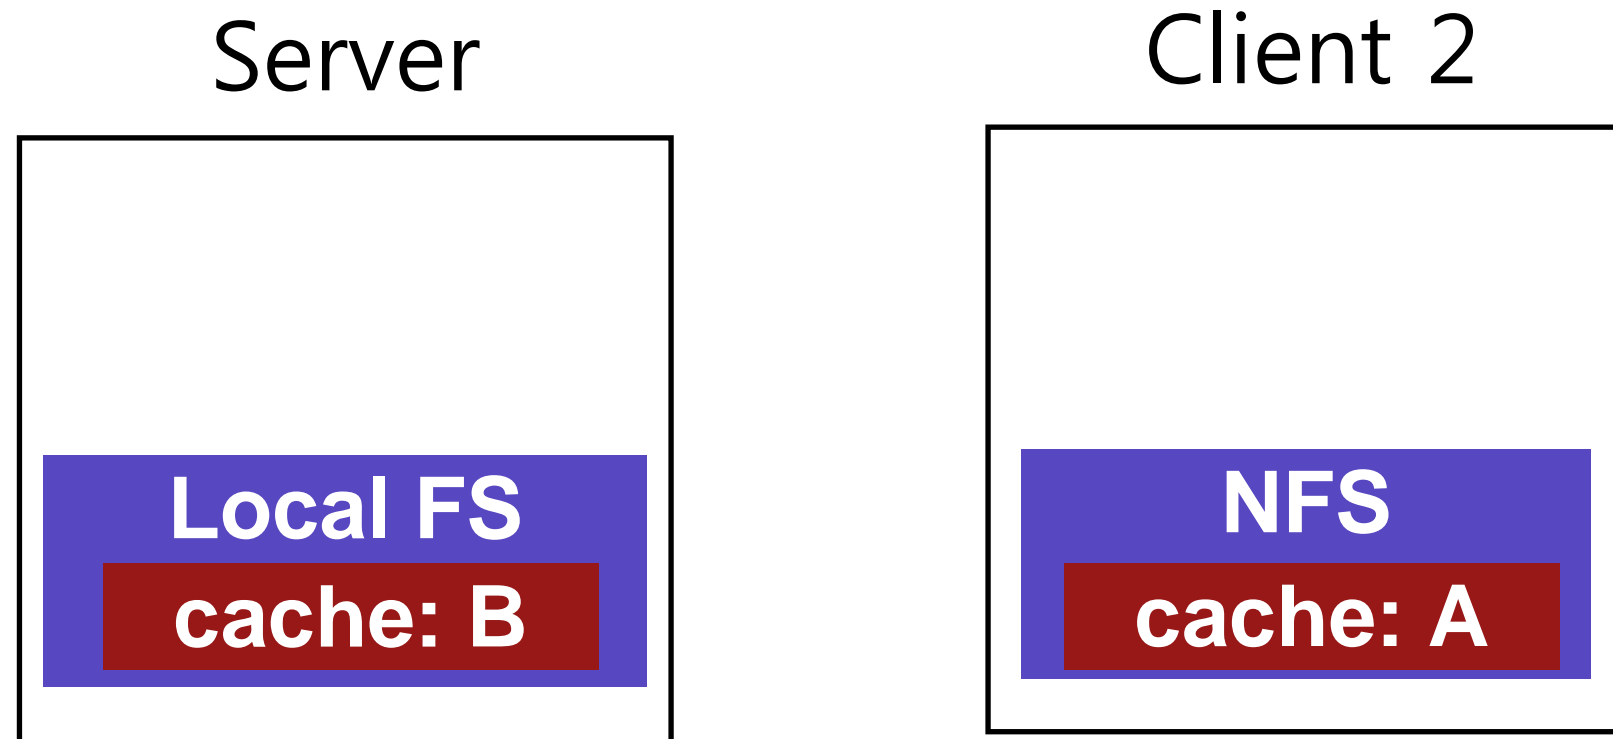 Server
Local FS
cache: B
Client 2
NFS
cache: A